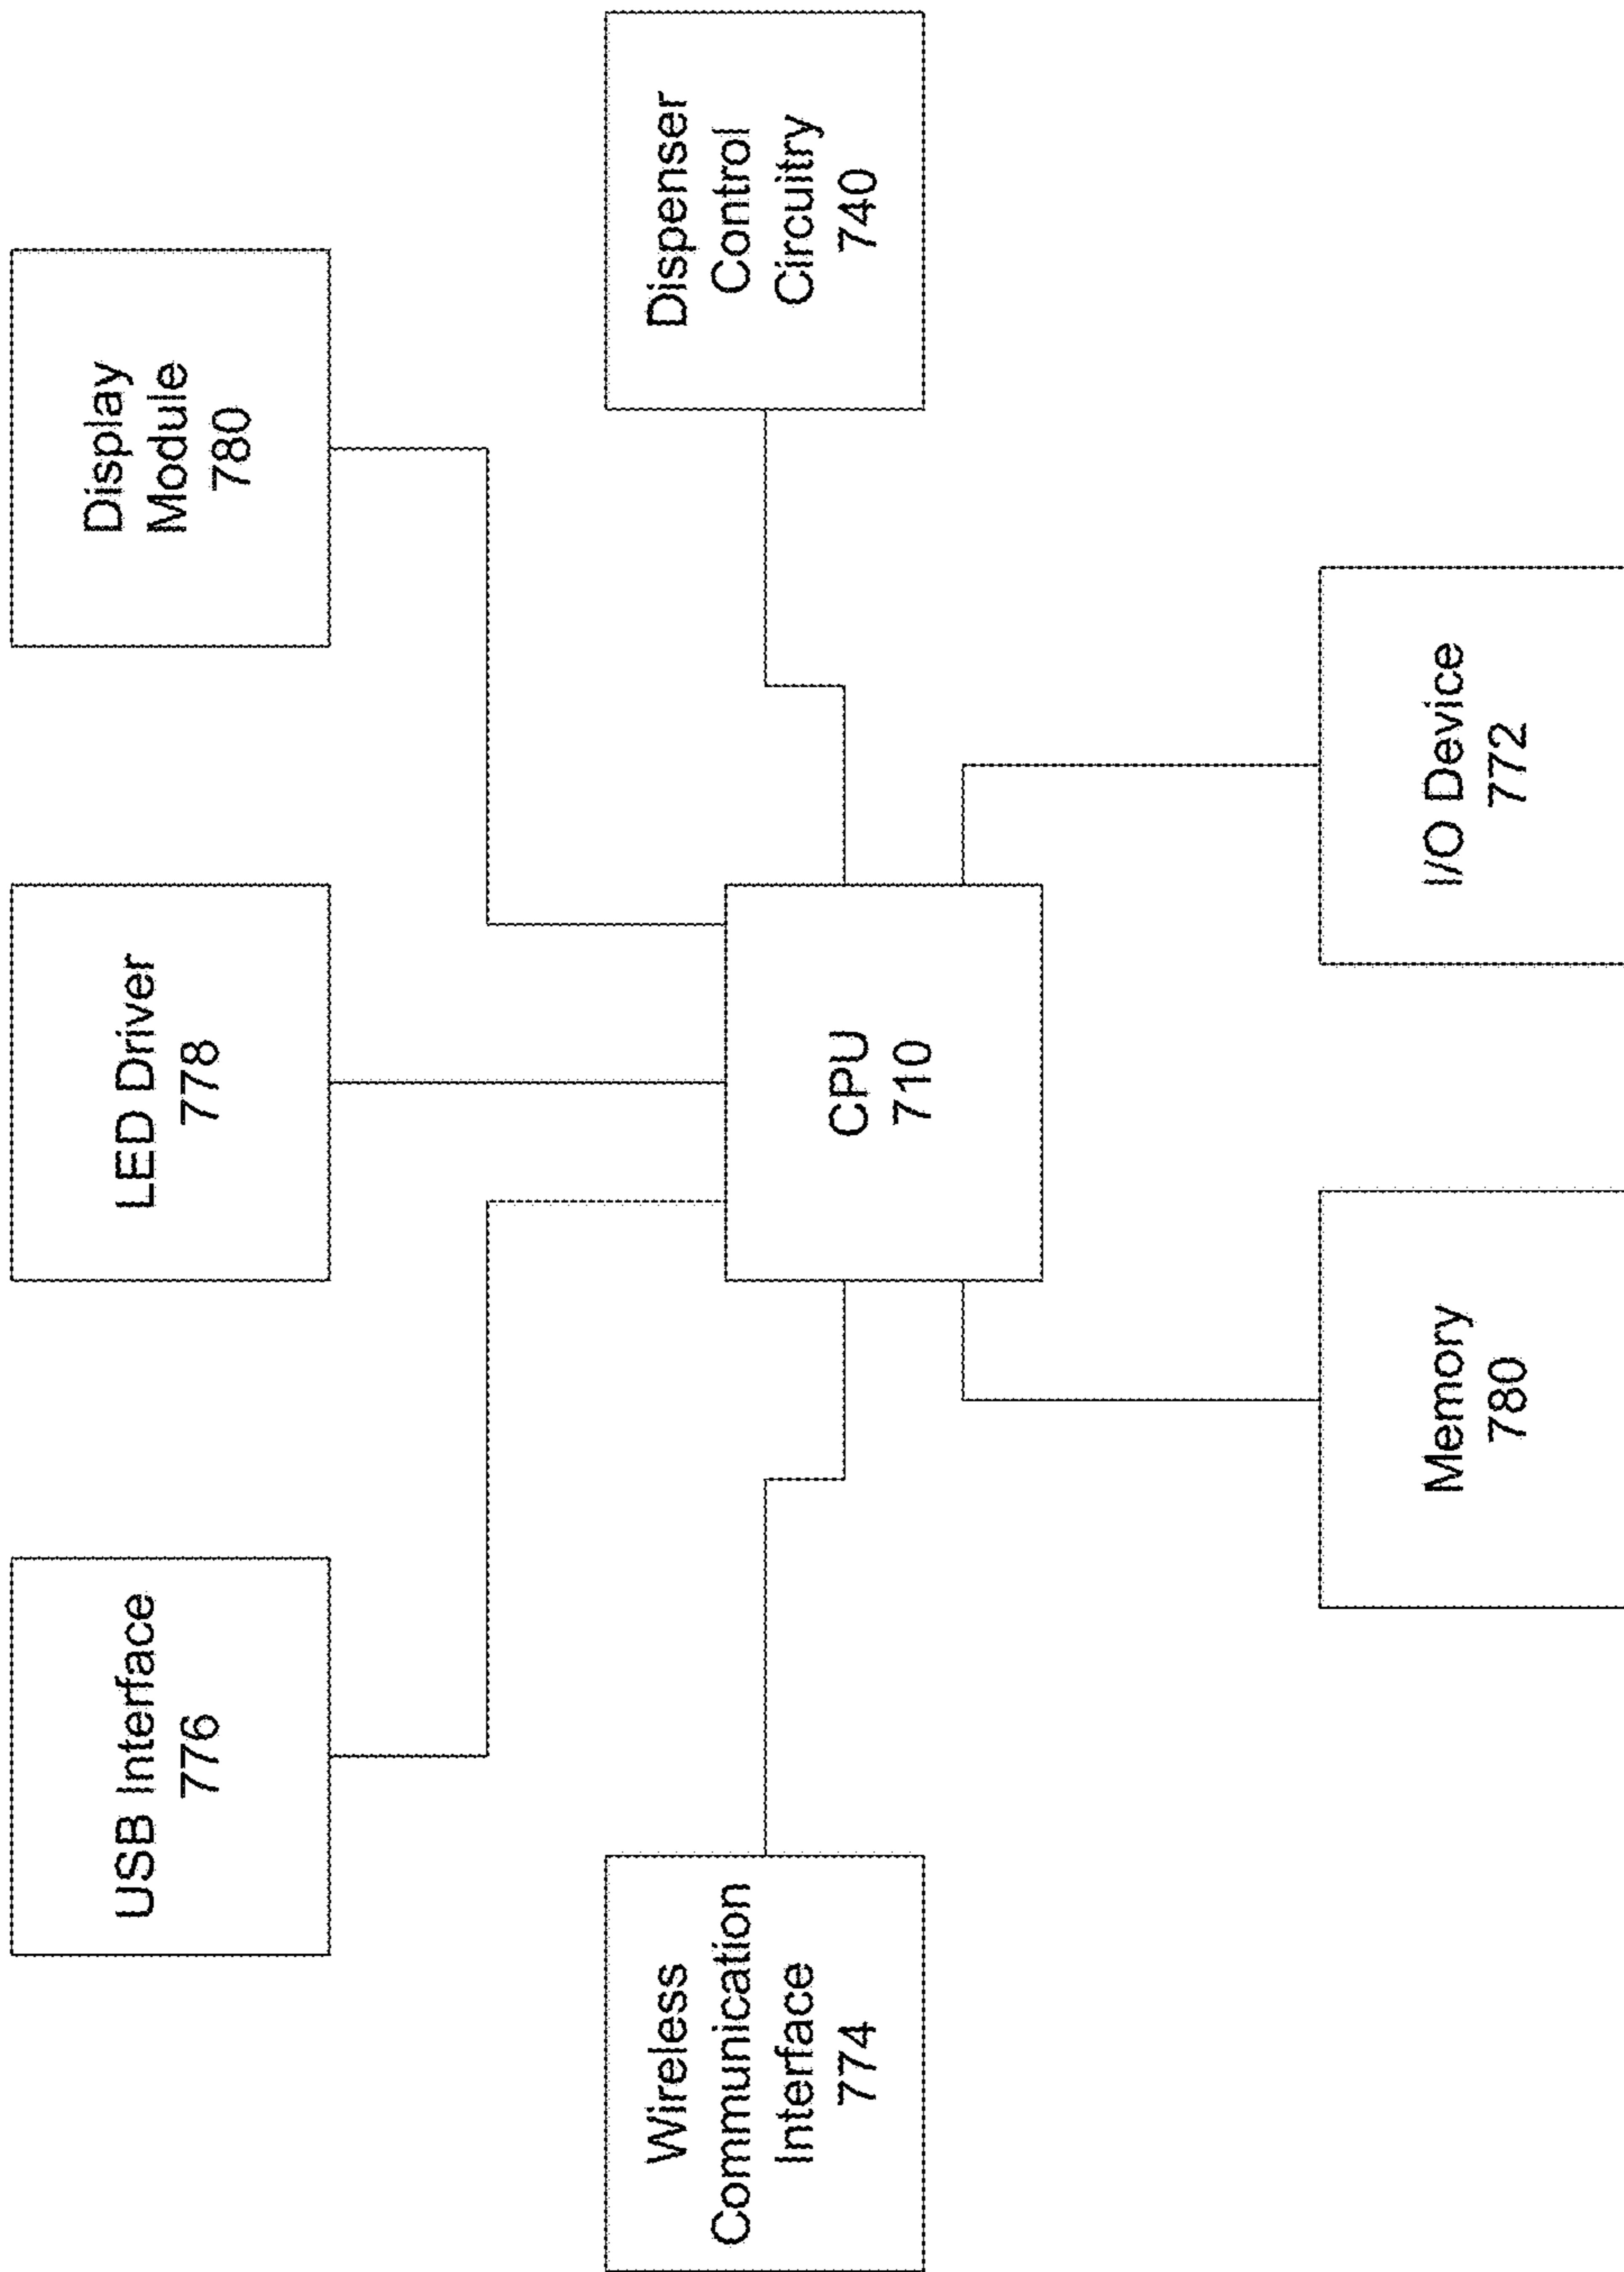 USB Interface
776
LED Driver
778
Display
Module
780
Wireless
Communication
Interface
774
CPU
710
Dispenser
Control
Circuitry
740
Memory
780
I/O Device
772